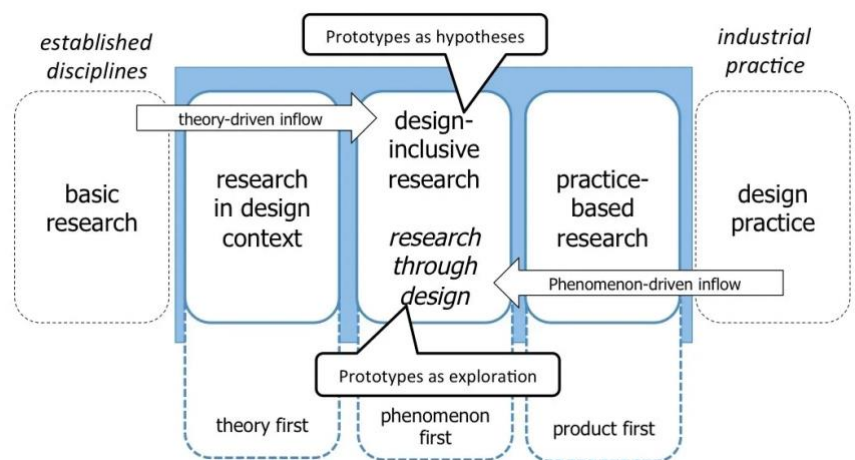 established
disciplines
Prototypes as hypotheses
industrial
practice
theory-driven inflow
basic
research
research
in design
context
design-
inclusive
research
research
through
design
practice-
based
research
design
practice
Phenomenon-driven inflow
Prototypes as exploration
theory first
phenomenon
first
product first